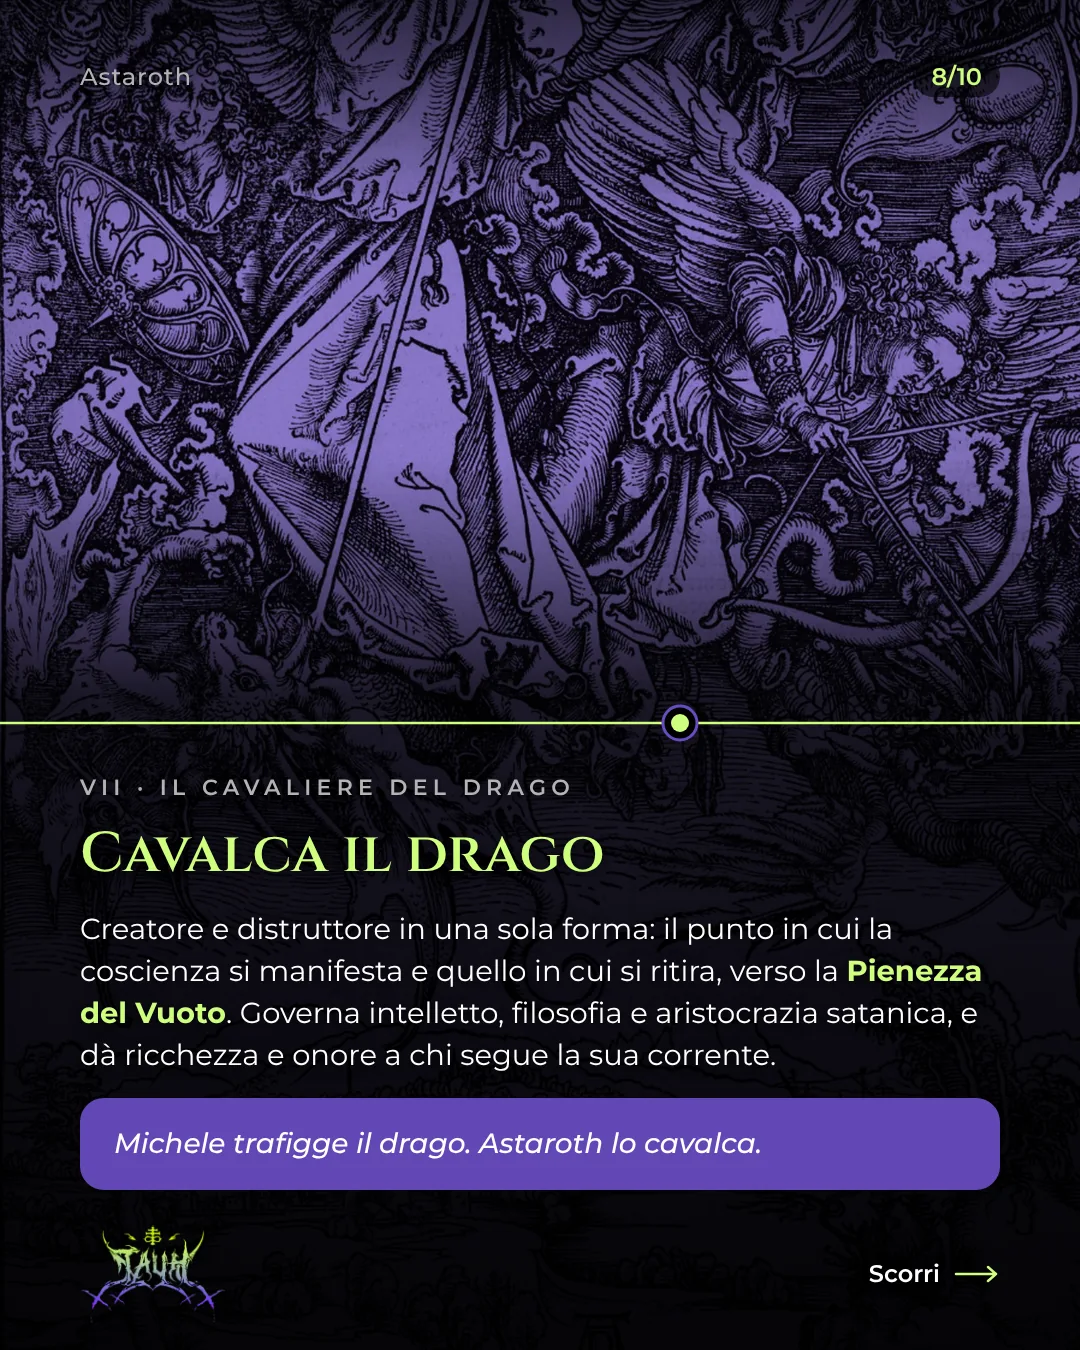 Astaroth
8/10
VII · IL CAVALIERE DEL DRAGO
Cavalca il drago
Creatore e distruttore in una sola forma: il punto in cui la
coscienza si manifesta e quello in cui si ritira, verso la Pienezza
del Vuoto. Governa intelletto, filosofia e aristocrazia satanica, e
dà ricchezza e onore a chi segue la sua corrente.
Michele trafigge il drago. Astaroth lo cavalca.
Scorri